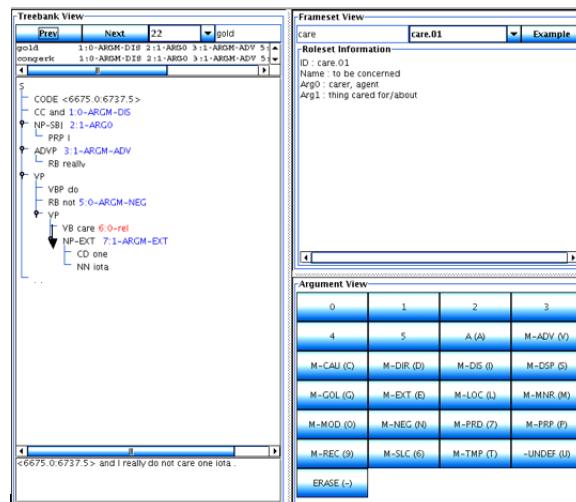 Treebank View
Prev Next 22 gold
gold 1:0-ARGM-DIS 2:1-ARG0 3:1-ARGM-ADV 5:
congerk 1:0-ARGM-DIS 2:1-ARG0 3:1-ARGM-ADV 5:
S
CODE <6675.0:6737.5>
CC and 1:0-ARGM-DIS
NP-SBJ 2:1-ARG0
PRP I
ADVP 3:1-ARGM-ADV
RB really
VP
VBP do
RB not 5:0-ARGM-NEG
VP
VB care 6:0-rel
NP-EXT 7:1-ARGM-EXT
CD one
NN iota
. .
<6675.0:6737.5> and I really do not care one iota .
Frameset View
care care.01 Example
Roleset Information
ID : care.01
Name : to be concerned
Arg0 : carer, agent
Arg1 : thing cared for/about
Argument View
0 1 2 3
4 5 A (A) M-ADV (V)
M-CAU (C) M-DIR (D) M-DIS (I) M-DSP (S)
M-GOL (G) M-EXT (E) M-LOC (L) M-MNR (M)
M-MOD (O) M-NEG (N) M-PRD (7) M-PRP (P)
M-REC (9) M-SLC (6) M-TMP (T) -UNDEF (U)
ERASE (-)